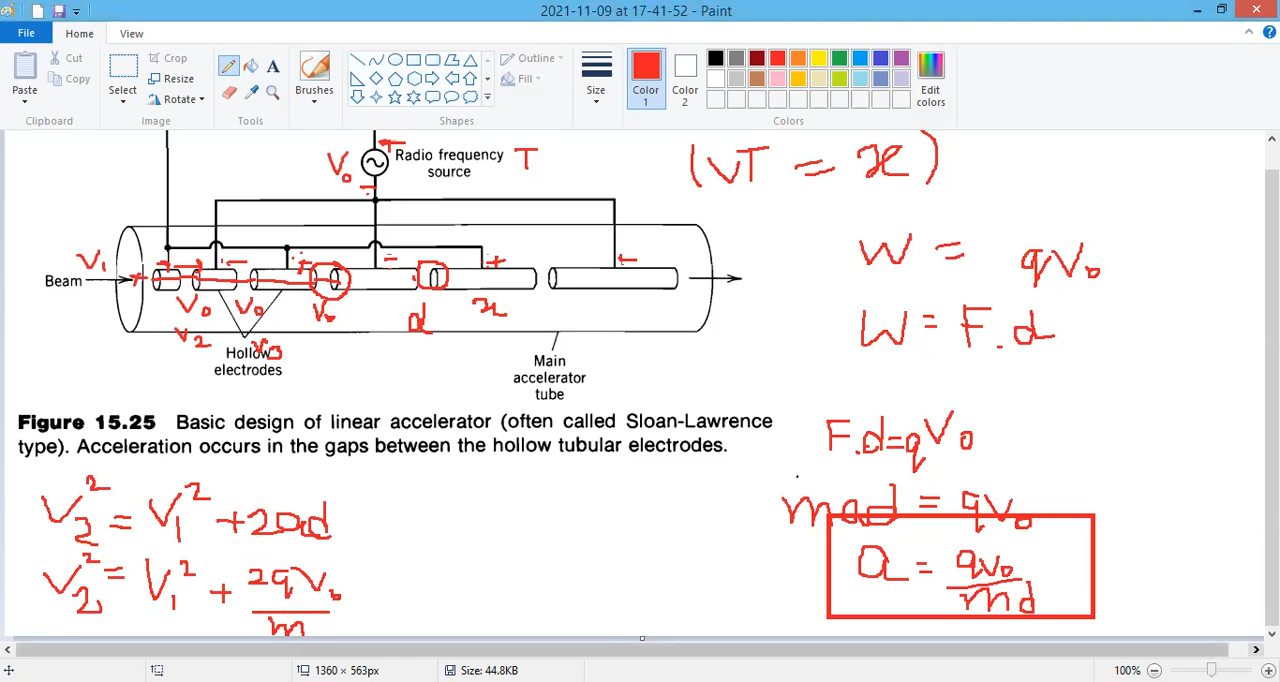 2021-11-09 at 17-41-52 - Paint
File Home View
Paste Cut Copy Clipboard
Select Crop Resize Rotate Image
Tools
Brushes
Shapes Outline Fill
Size
Color 1 Color 2 Edit colors Colors
V₀ Radio frequency source T
(VT = x)
V₁ Beam
+ - + - + -
V₀ V₀ V₀ d x
V₂ V₃
Hollow electrodes
Main accelerator tube
W = qV₀
W = F.d
Figure 15.25 Basic design of linear accelerator (often called Sloan-Lawrence
type). Acceleration occurs in the gaps between the hollow tubular electrodes.
F.d=qV₀
V₂² = V₁² + 2ad
mad = qV₀
V₂² = V₁² + 2qV₀/m
a = qV₀/md
1360 × 563px Size: 44.8KB 100%